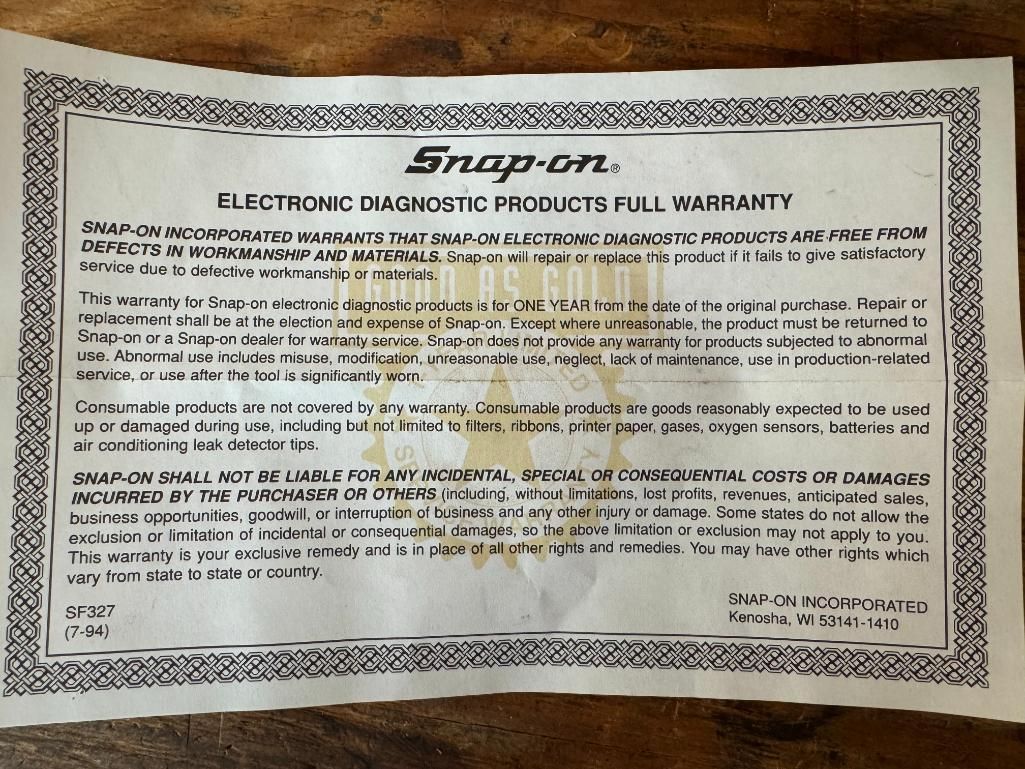 Snap-on®
ELECTRONIC DIAGNOSTIC PRODUCTS FULL WARRANTY
SNAP-ON INCORPORATED WARRANTS THAT SNAP-ON ELECTRONIC DIAGNOSTIC PRODUCTS ARE FREE FROM
DEFECTS IN WORKMANSHIP AND MATERIALS. Snap-on will repair or replace this product if it fails to give satisfactory
service due to defective workmanship or materials.
GOOD AS GOLD
This warranty for Snap-on electronic diagnostic products is for ONE YEAR from the date of the original purchase. Repair or
replacement shall be at the election and expense of Snap-on. Except where unreasonable, the product must be returned to
Snap-on or a Snap-on dealer for warranty service. Snap-on does not provide any warranty for products subjected to abnormal
use. Abnormal use includes misuse, modification, unreasonable use, neglect, lack of maintenance, use in production-related
service, or use after the tool is significantly worn.
Consumable products are not covered by any warranty. Consumable products are goods reasonably expected to be used
up or damaged during use, including but not limited to filters, ribbons, printer paper, gases, oxygen sensors, batteries and
air conditioning leak detector tips.
SNAP-ON SHALL NOT BE LIABLE FOR ANY INCIDENTAL, SPECIAL OR CONSEQUENTIAL COSTS OR DAMAGES
INCURRED BY THE PURCHASER OR OTHERS (including, without limitations, lost profits, revenues, anticipated sales,
business opportunities, goodwill, or interruption of business and any other injury or damage. Some states do not allow the
exclusion or limitation of incidental or consequential damages, so the above limitation or exclusion may not apply to you.
This warranty is your exclusive remedy and is in place of all other rights and remedies. You may have other rights which
vary from state to state or country.
WARRANTY
SF327
(7-94)
SNAP-ON INCORPORATED
Kenosha, WI 53141-1410